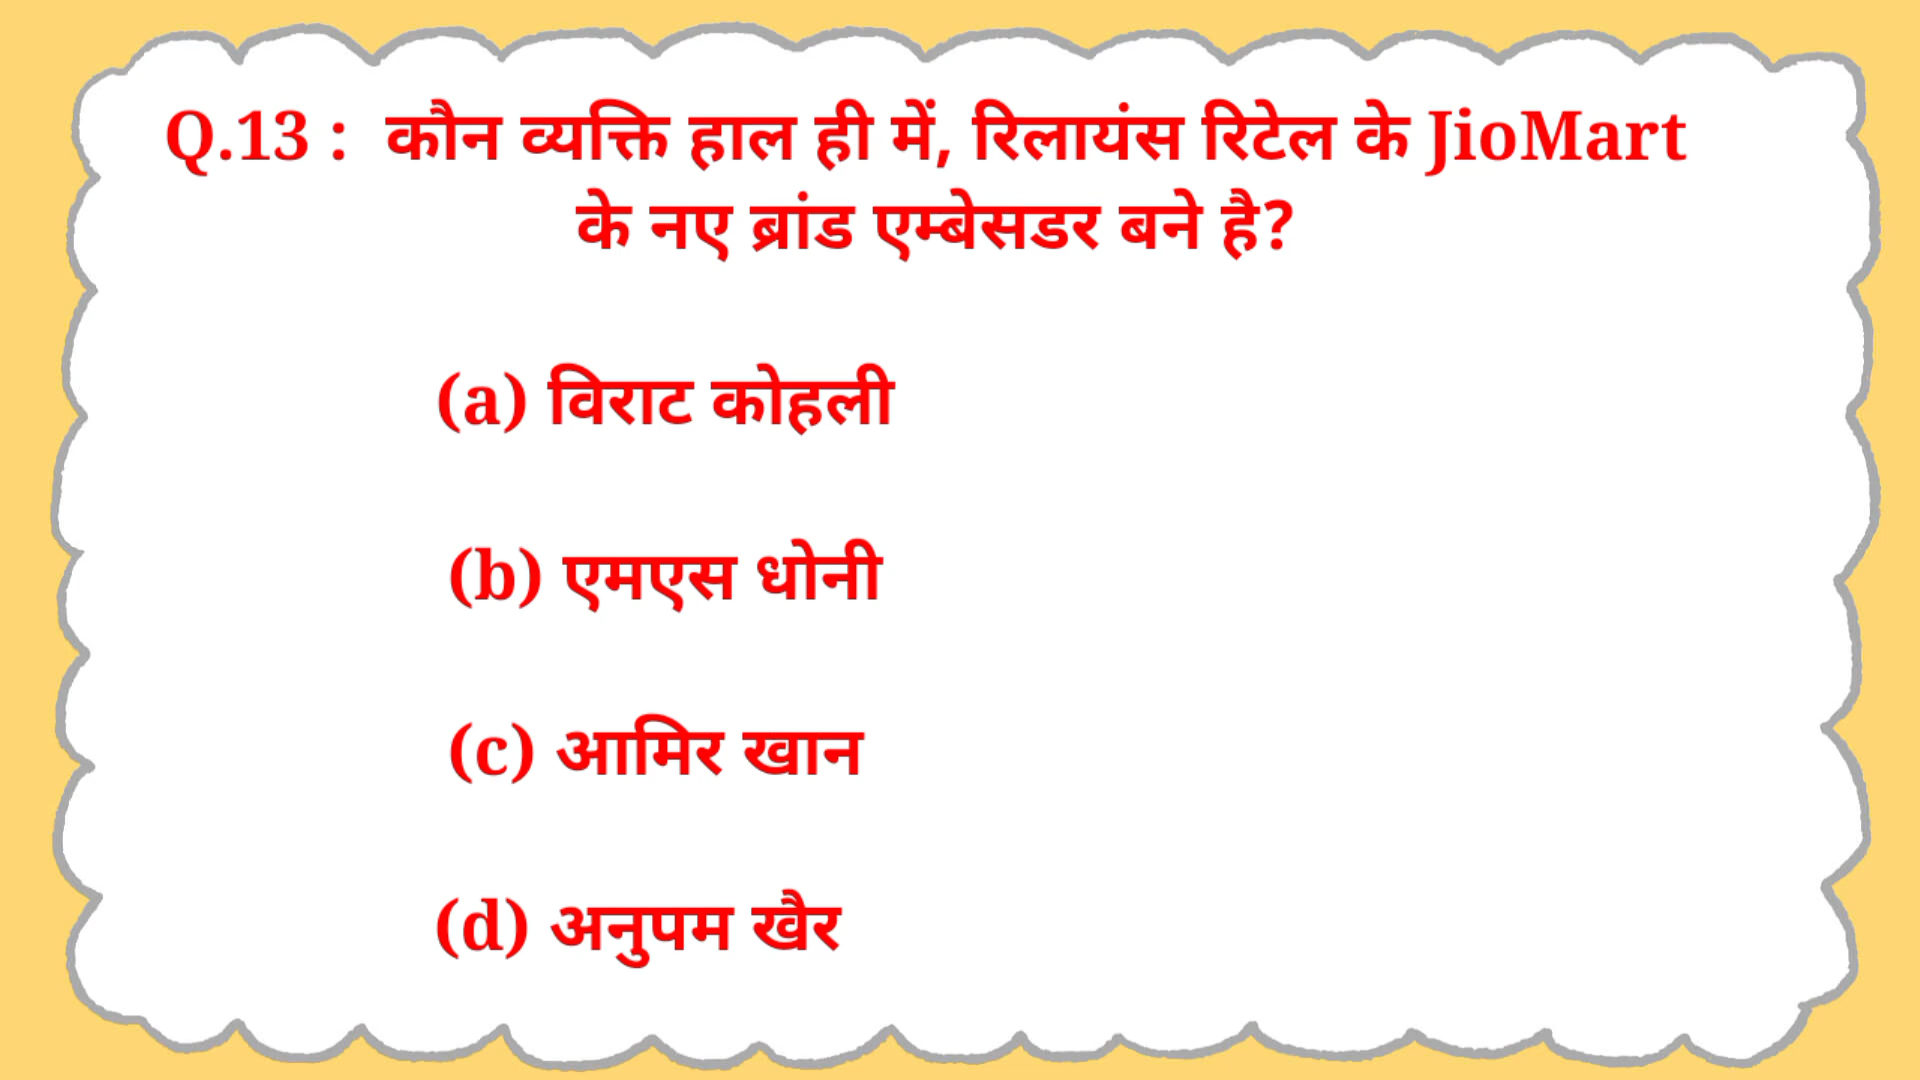 Q.13 : कौन व्यक्ति हाल ही में, रिलायंस रिटेल के JioMart
के नए ब्रांड एम्बेसडर बने है?
(a) विराट कोहली
(b) एमएस धोनी
(c) आमिर खान
(d) अनुपम खैर